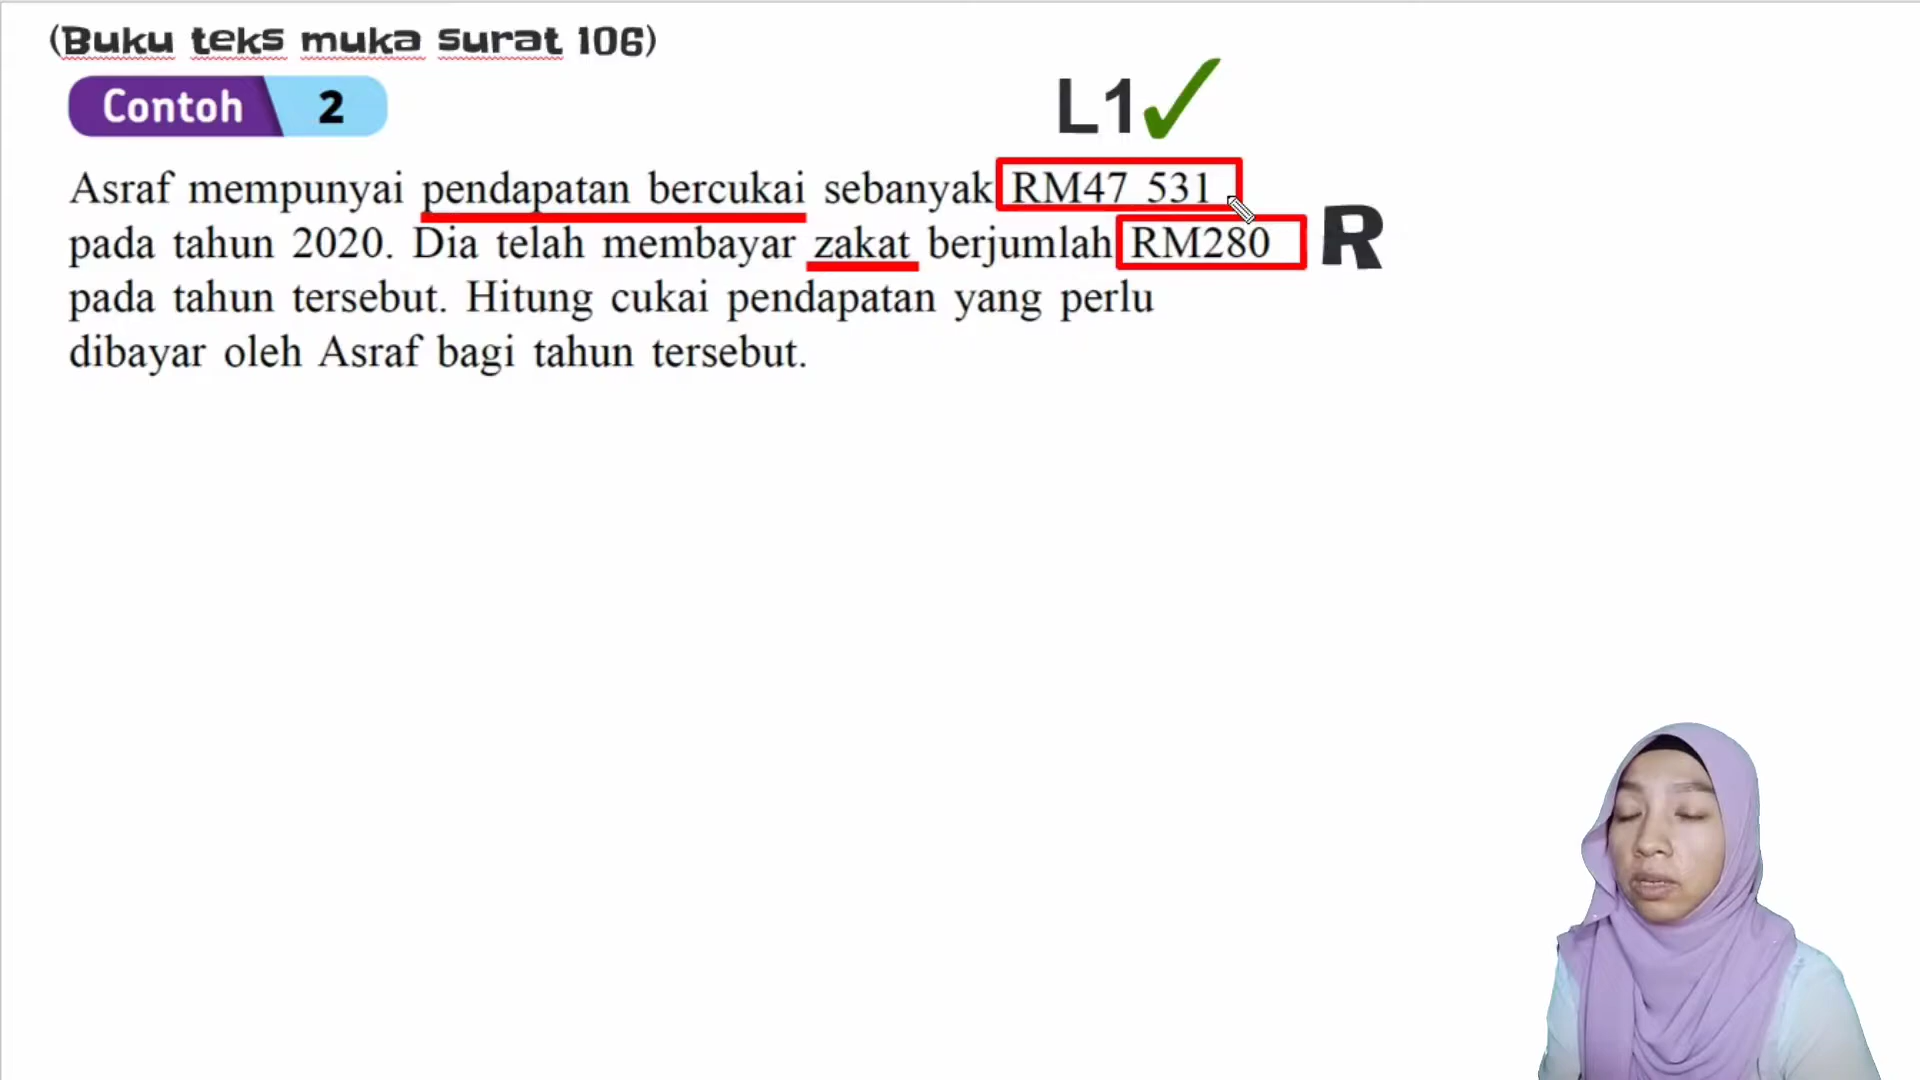 (Buku teks muka surat 106)
Contoh 2
L1
Asraf mempunyai pendapatan bercukai sebanyak RM47 531
pada tahun 2020. Dia telah membayar zakat berjumlah RM280 R
pada tahun tersebut. Hitung cukai pendapatan yang perlu
dibayar oleh Asraf bagi tahun tersebut.